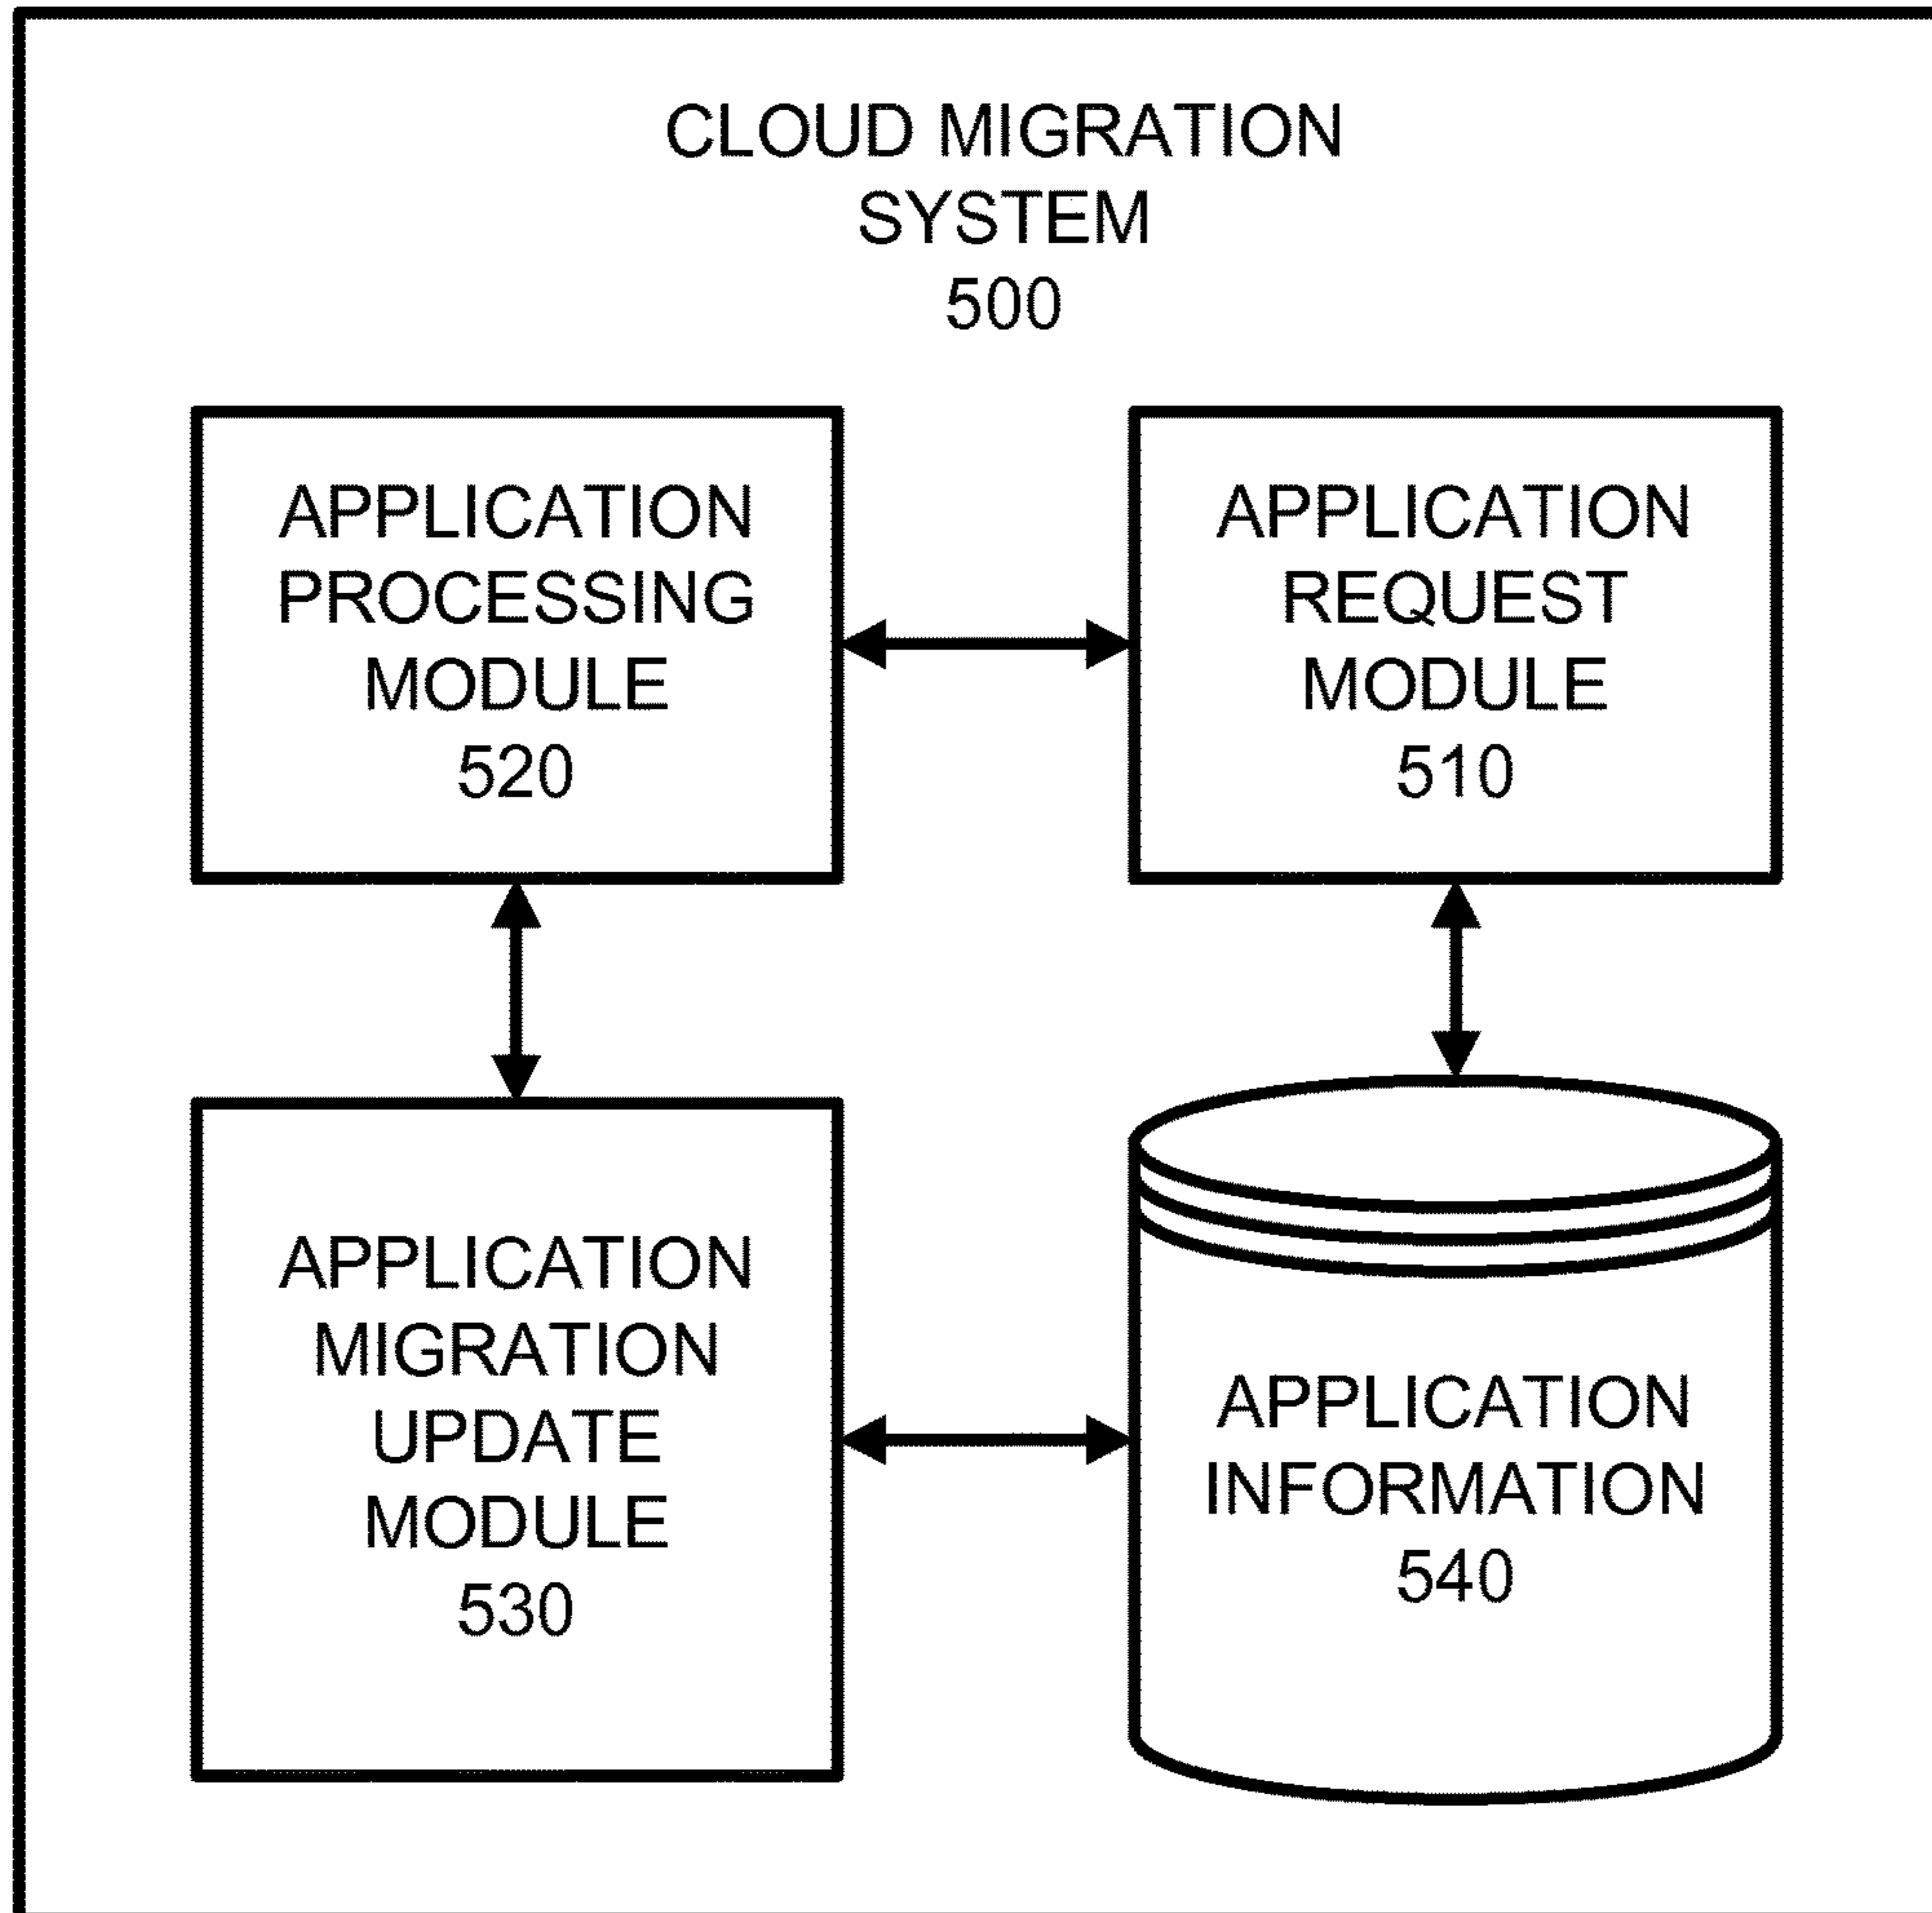 CLOUD MIGRATION
SYSTEM
500
APPLICATION
PROCESSING
MODULE
520
APPLICATION
REQUEST
MODULE
510
APPLICATION
MIGRATION
UPDATE
MODULE
530
APPLICATION
INFORMATION
540